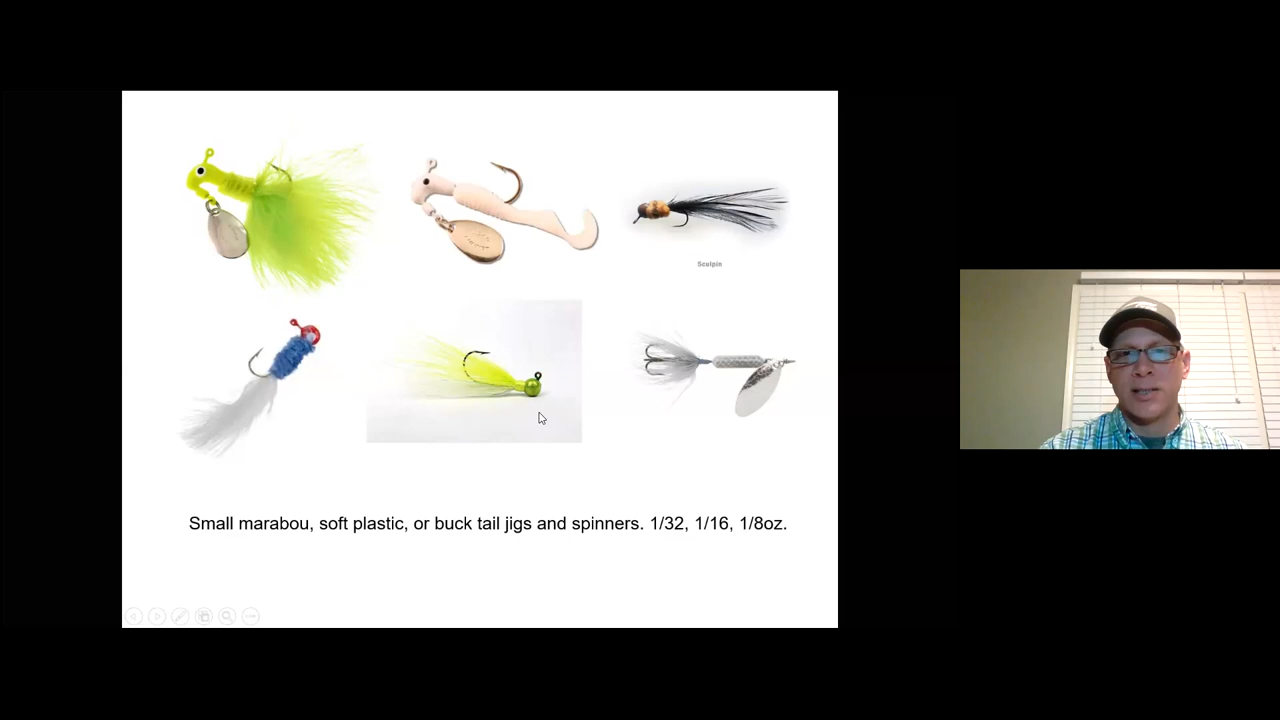 Sculpin
Small marabou, soft plastic, or buck tail jigs and spinners. 1/32, 1/16, 1/8oz.